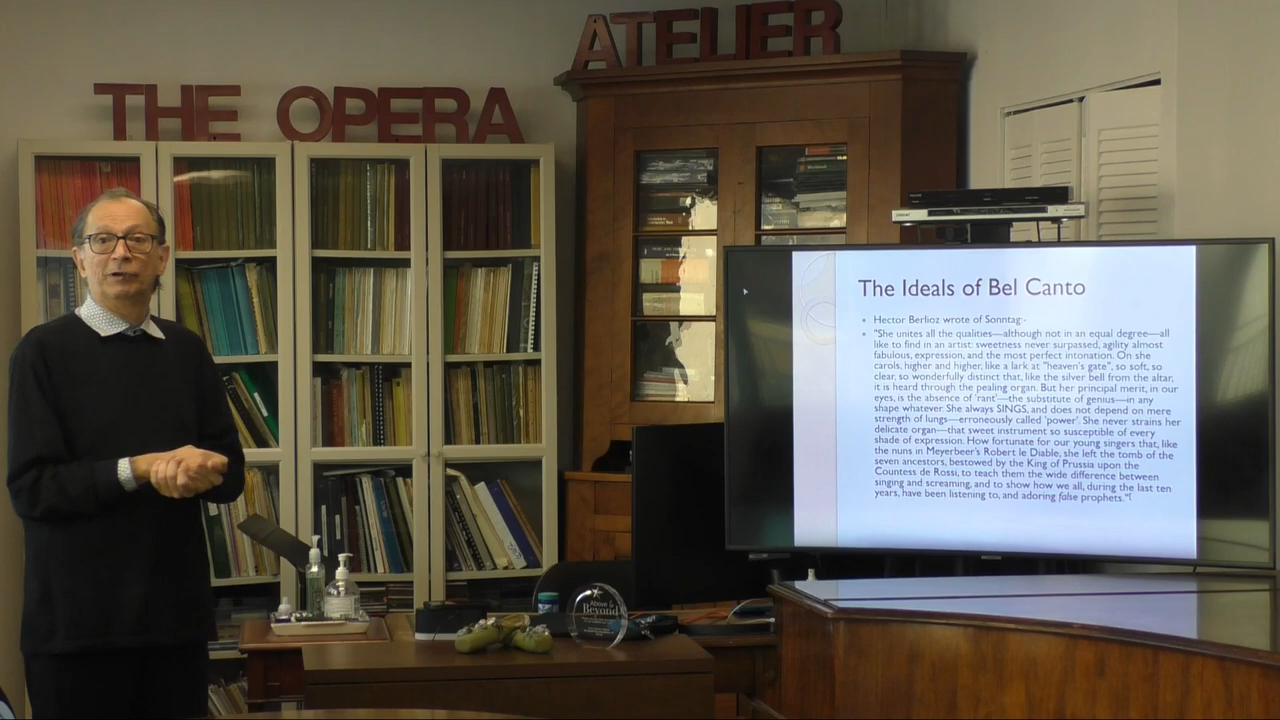 THE OPERA
ATELIER
The Ideals of Bel Canto
Hector Berlioz wrote of Sonntag:-
"She unites all the qualities—although not in an equal degree—all
like to find in an artist: sweetness never surpassed, agility almost
fabulous, expression, and the most perfect intonation. On she
carols, higher and higher, like a lark at "heaven's gate", so soft, so
clear, so wonderfully distinct that, like the silver bell from the altar,
it is heard through the pealing organ. But her principal merit, in our
eyes, is the absence of 'rant'—the substitute of genius—in any
shape whatever. She always SINGS, and does not depend on mere
strength of lungs—erroneously called 'power'. She never strains her
delicate organ—that sweet instrument so susceptible of every
shade of expression. How fortunate for our young singers that, like
the nuns in Meyerbeer's Robert le Diable, she left the tomb of the
seven ancestors, bestowed by the King of Prussia upon the
Countess de Rossi, to teach them the wide difference between
singing and screaming, and to show how we all, during the last ten
years, have been listening to, and adoring false prophets."
Above &
Beyond